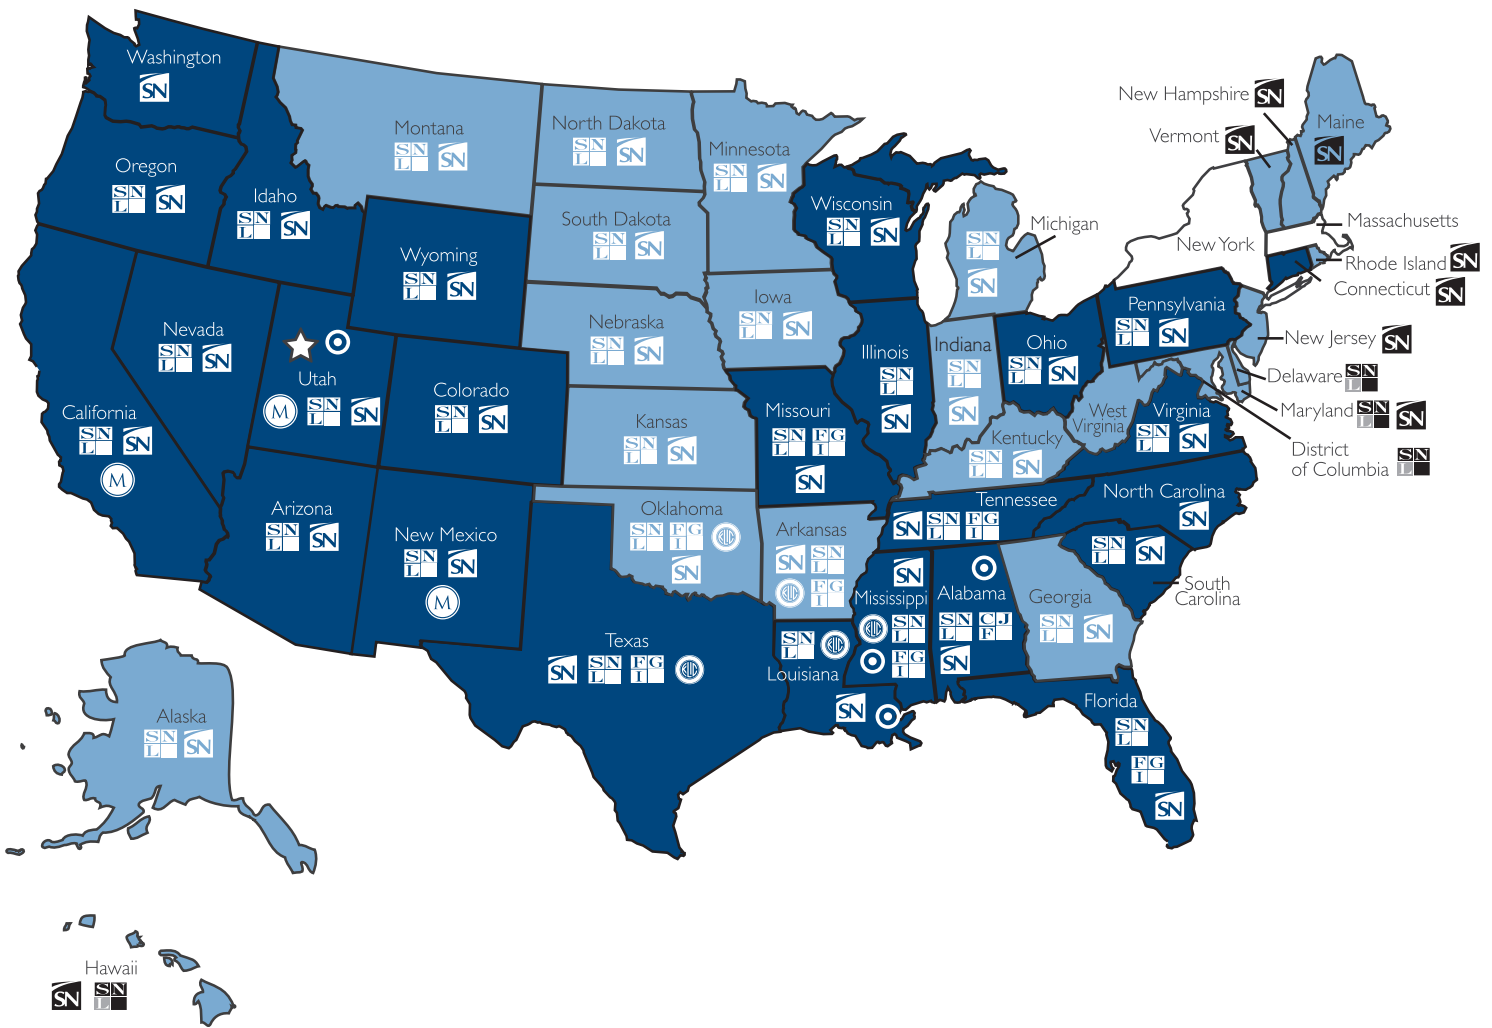 Washington
SN
Oregon
SN
L
SN
Idaho
SN
L
SN
Montana
SN
L
SN
North Dakota
SN
L
SN
Minnesota
SN
L
SN
South Dakota
SN
L
SN
Wyoming
SN
L
SN
Wisconsin
SN
L
SN
Michigan
SN
L
SN
New Hampshire SN
Vermont SN
Maine
SN
Massachusetts
New York
Rhode Island SN
Connecticut SN
New Jersey SN
Delaware SN
L
Maryland SN
L
SN
District
of Columbia SN
L
Pennsylvania
SN
L
SN
Nevada
SN
L
SN
Utah
M
SN
L
SN
Colorado
SN
L
SN
Nebraska
SN
L
SN
Iowa
SN
L
SN
Illinois
SN
L
SN
Indiana
SN
L
SN
Ohio
SN
L
SN
West
Virginia
Virginia
SN
L
SN
California
SN
L
SN
M
Kansas
SN
L
SN
Missouri
SN
L
FG
I
SN
Kentucky
SN
L
SN
Arizona
SN
L
SN
New Mexico
SN
L
SN
M
Oklahoma
SN
L
FG
I
SN
Arkansas
SN
SN
L
FG
I
Tennessee
SN
SN
L
FG
I
North Carolina
SN
SN
L
SN
South
Carolina
Texas
SN
SN
L
FG
I
SN
L
Louisiana
SN
SN
Mississippi
SN
L
FG
I
Alabama
SN
L
CJ
F
SN
Georgia
SN
L
SN
Florida
SN
L
FG
I
SN
Alaska
SN
L
SN
Hawaii
SN
SN
L